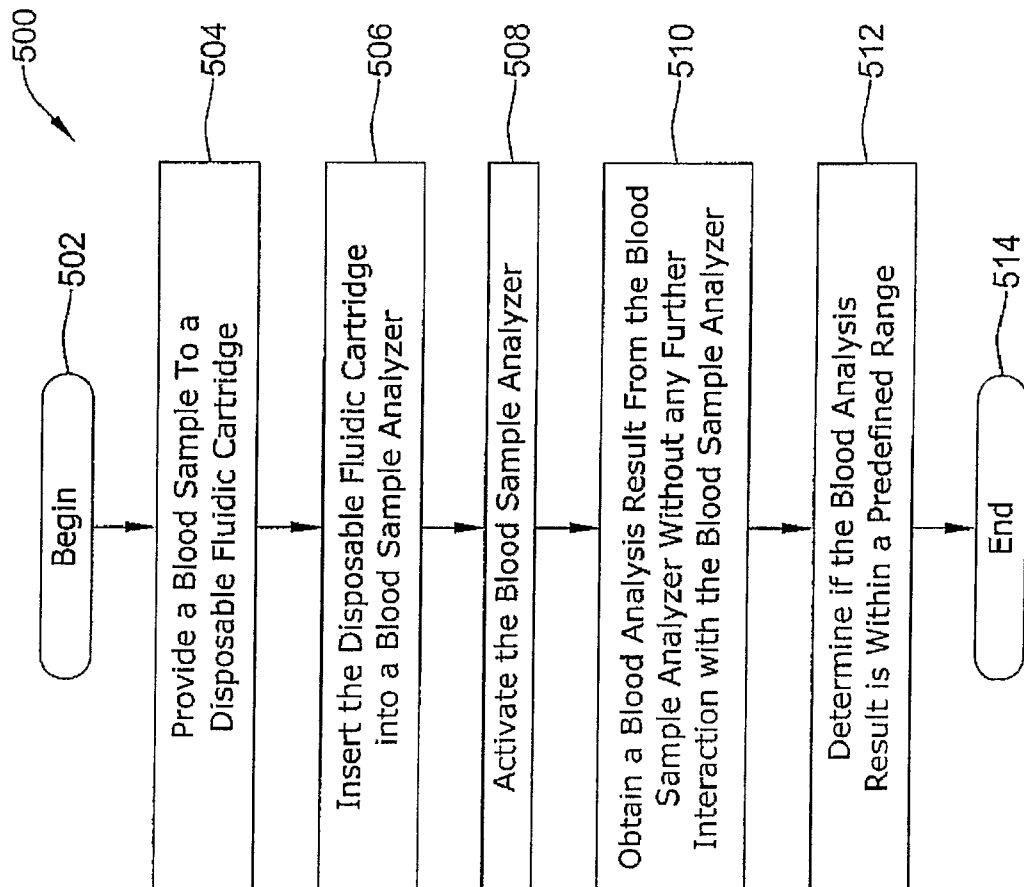 500
Begin
502
Provide a Blood Sample To a
Disposable Fluidic Cartridge
504
Insert the Disposable Fluidic Cartridge
into a Blood Sample Analyzer
506
Activate the Blood Sample Analyzer
508
Obtain a Blood Analysis Result From the Blood
Sample Analyzer Without any Further
Interaction with the Blood Sample Analyzer
510
Determine if the Blood Analysis
Result is Within a Predefined Range
512
End
514